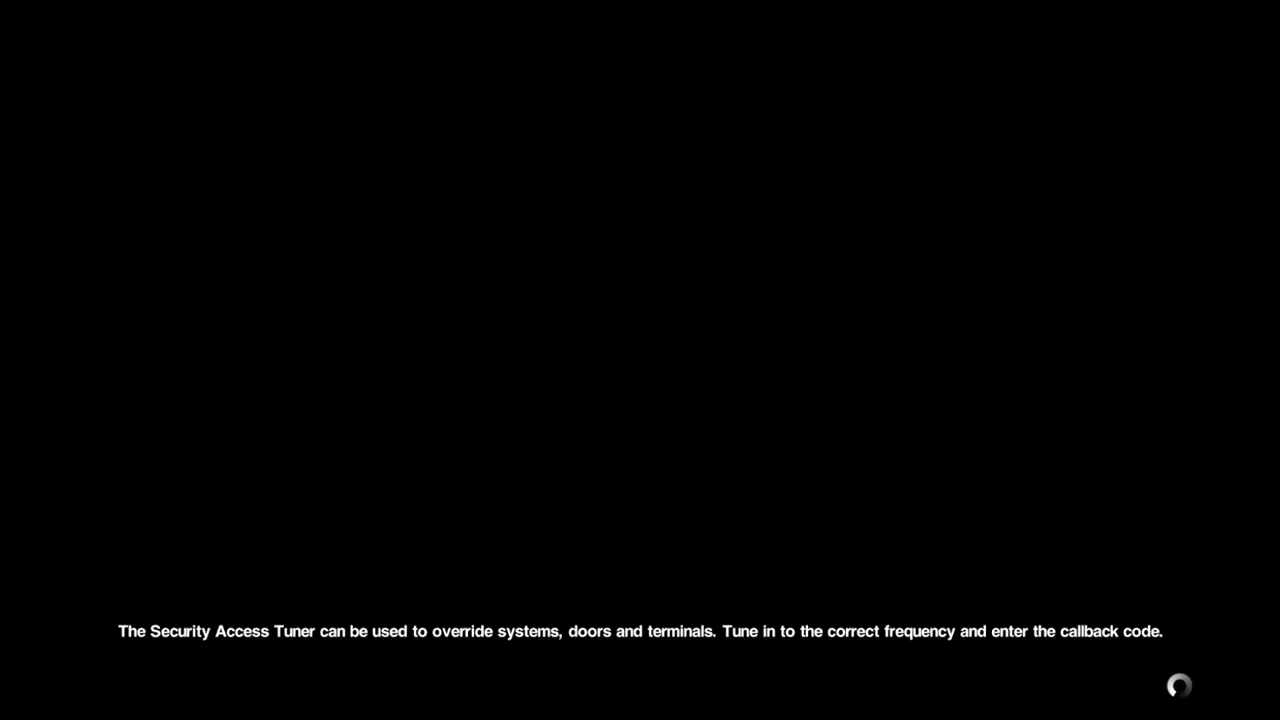 The Security Access Tuner can be used to override systems, doors and terminals. Tune in to the correct frequency and enter the callback code.